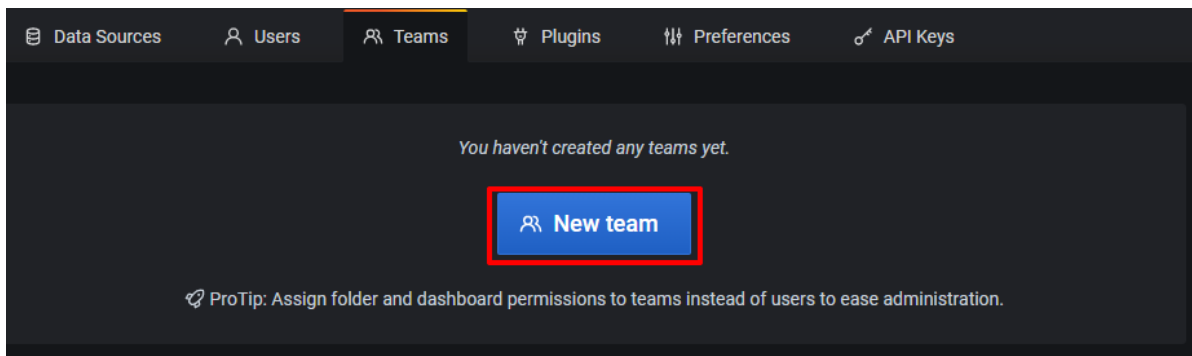 Data Sources Users Teams Plugins Preferences API Keys
You haven't created any teams yet.
New team
ProTip: Assign folder and dashboard permissions to teams instead of users to ease administration.